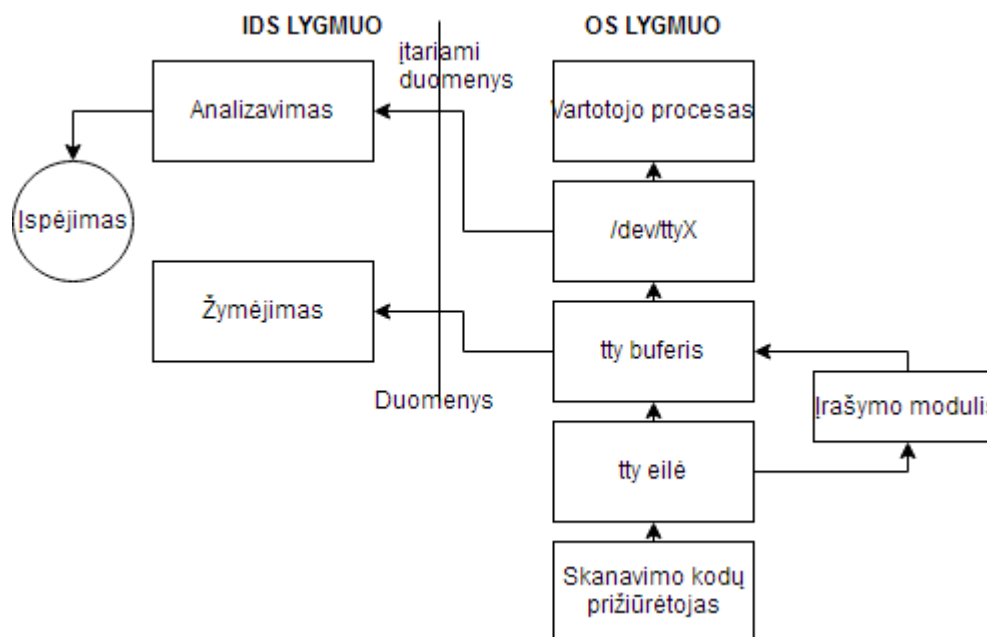 IDS LYGMUO
OS LYGMUO
įtariami
duomenys
Analizavimas
Vartotojo procesas
Įspėjimas
/dev/ttyX
Žymėjimas
tty buferis
Duomenys
Įrašymo modulis
tty eilė
Skanavimo kodų
prižiūrėtojas